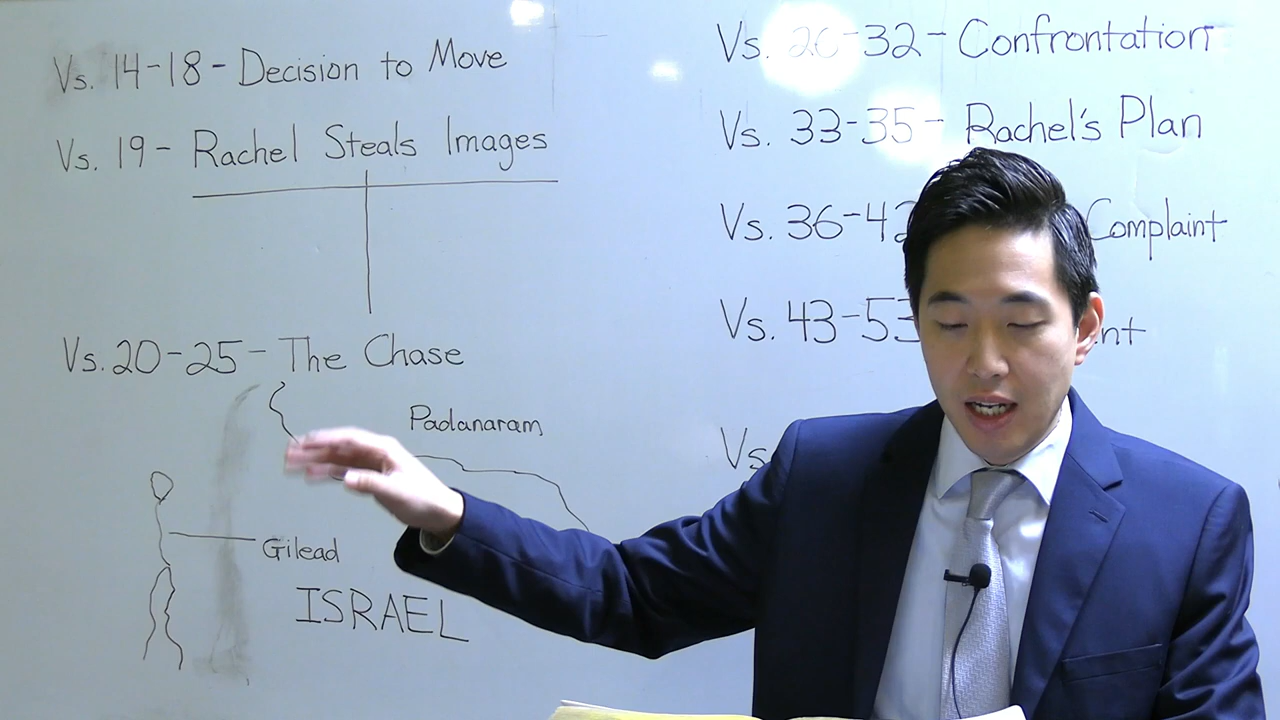 Vs. 14-18- Decision to Move
Vs. 19- Rachel Steals Images
Vs. 20-25- The Chase
Padanaram
Gilead
ISRAEL
Vs. 26-32- Confrontation
Vs. 33-35- Rachel's Plan
Vs. 36-42 Complaint
Vs. 43-53
Vs.